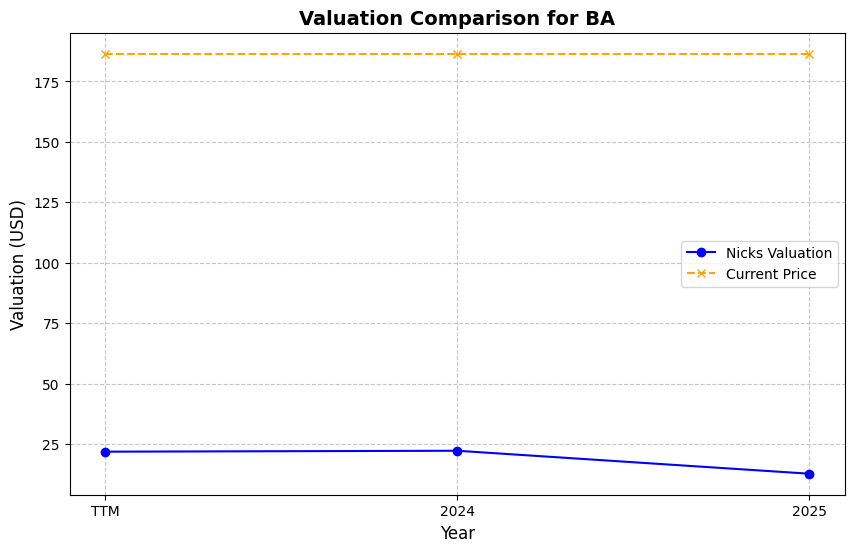 Valuation Comparison for BA
Valuation (USD)
175
150
125
100
75
50
25
Nicks Valuation
Current Price
TTM
2024
2025
Year